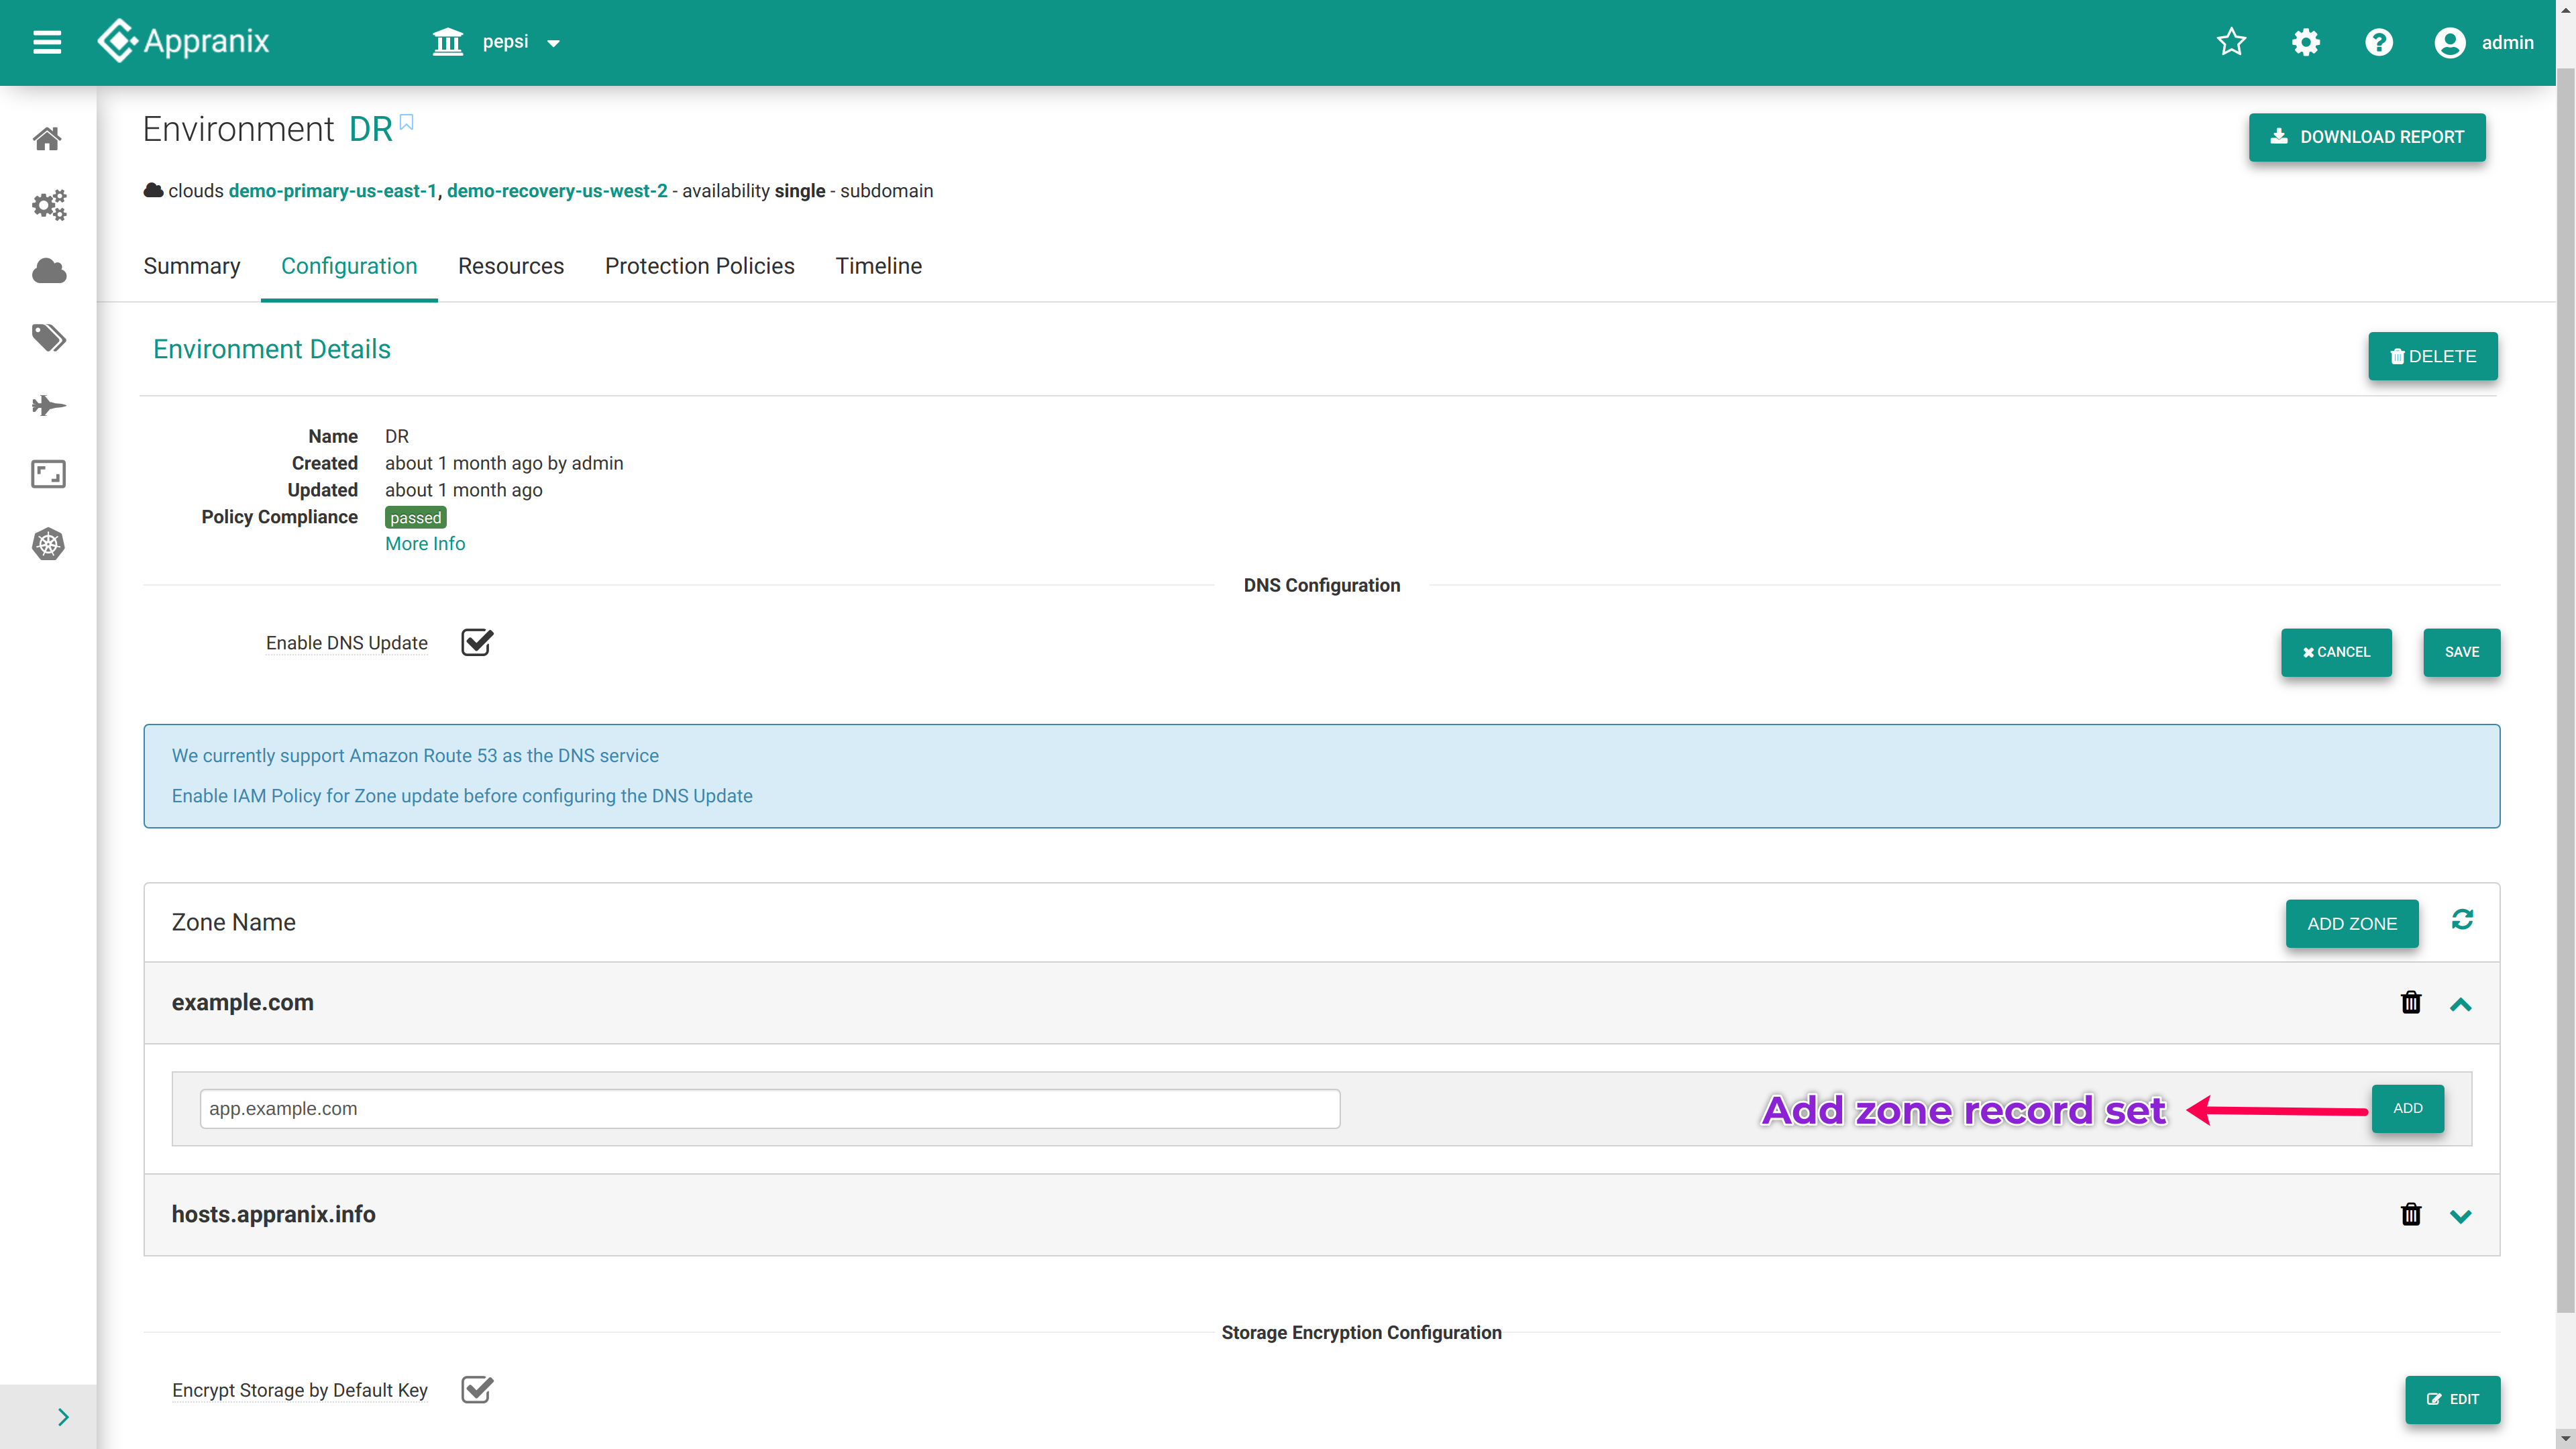 Appranix
pepsi
admin
Environment DR
DOWNLOAD REPORT
clouds demo-primary-us-east-1, demo-recovery-us-west-2 - availability single - subdomain
Summary Configuration Resources Protection Policies Timeline
Environment Details
DELETE
Name DR
Created about 1 month ago by admin
Updated about 1 month ago
Policy Compliance passed
More Info
DNS Configuration
Enable DNS Update
CANCEL SAVE
We currently support Amazon Route 53 as the DNS service
Enable IAM Policy for Zone update before configuring the DNS Update
Zone Name
ADD ZONE
example.com
app.example.com
Add zone record set
ADD
hosts.appranix.info
Storage Encryption Configuration
Encrypt Storage by Default Key
EDIT